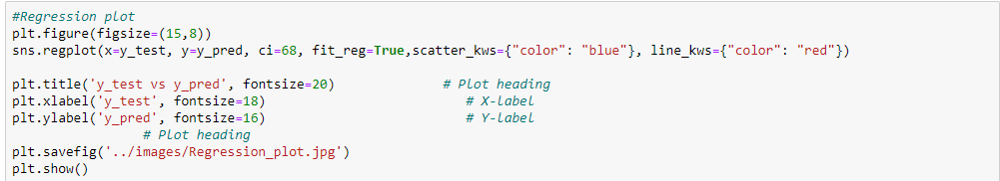 #Regression plot
plt.figure(figsize=(15,8))
sns.regplot(x=y_test, y=y_pred, ci=68, fit_reg=True,scatter_kws={"color": "blue"}, line_kws={"color": "red"})
plt.title('y_test vs y_pred', fontsize=20) # Plot heading
plt.xlabel('y_test', fontsize=18) # X-label
plt.ylabel('y_pred', fontsize=16) # Y-label
# Plot heading
plt.savefig('../images/Regression_plot.jpg')
plt.show()